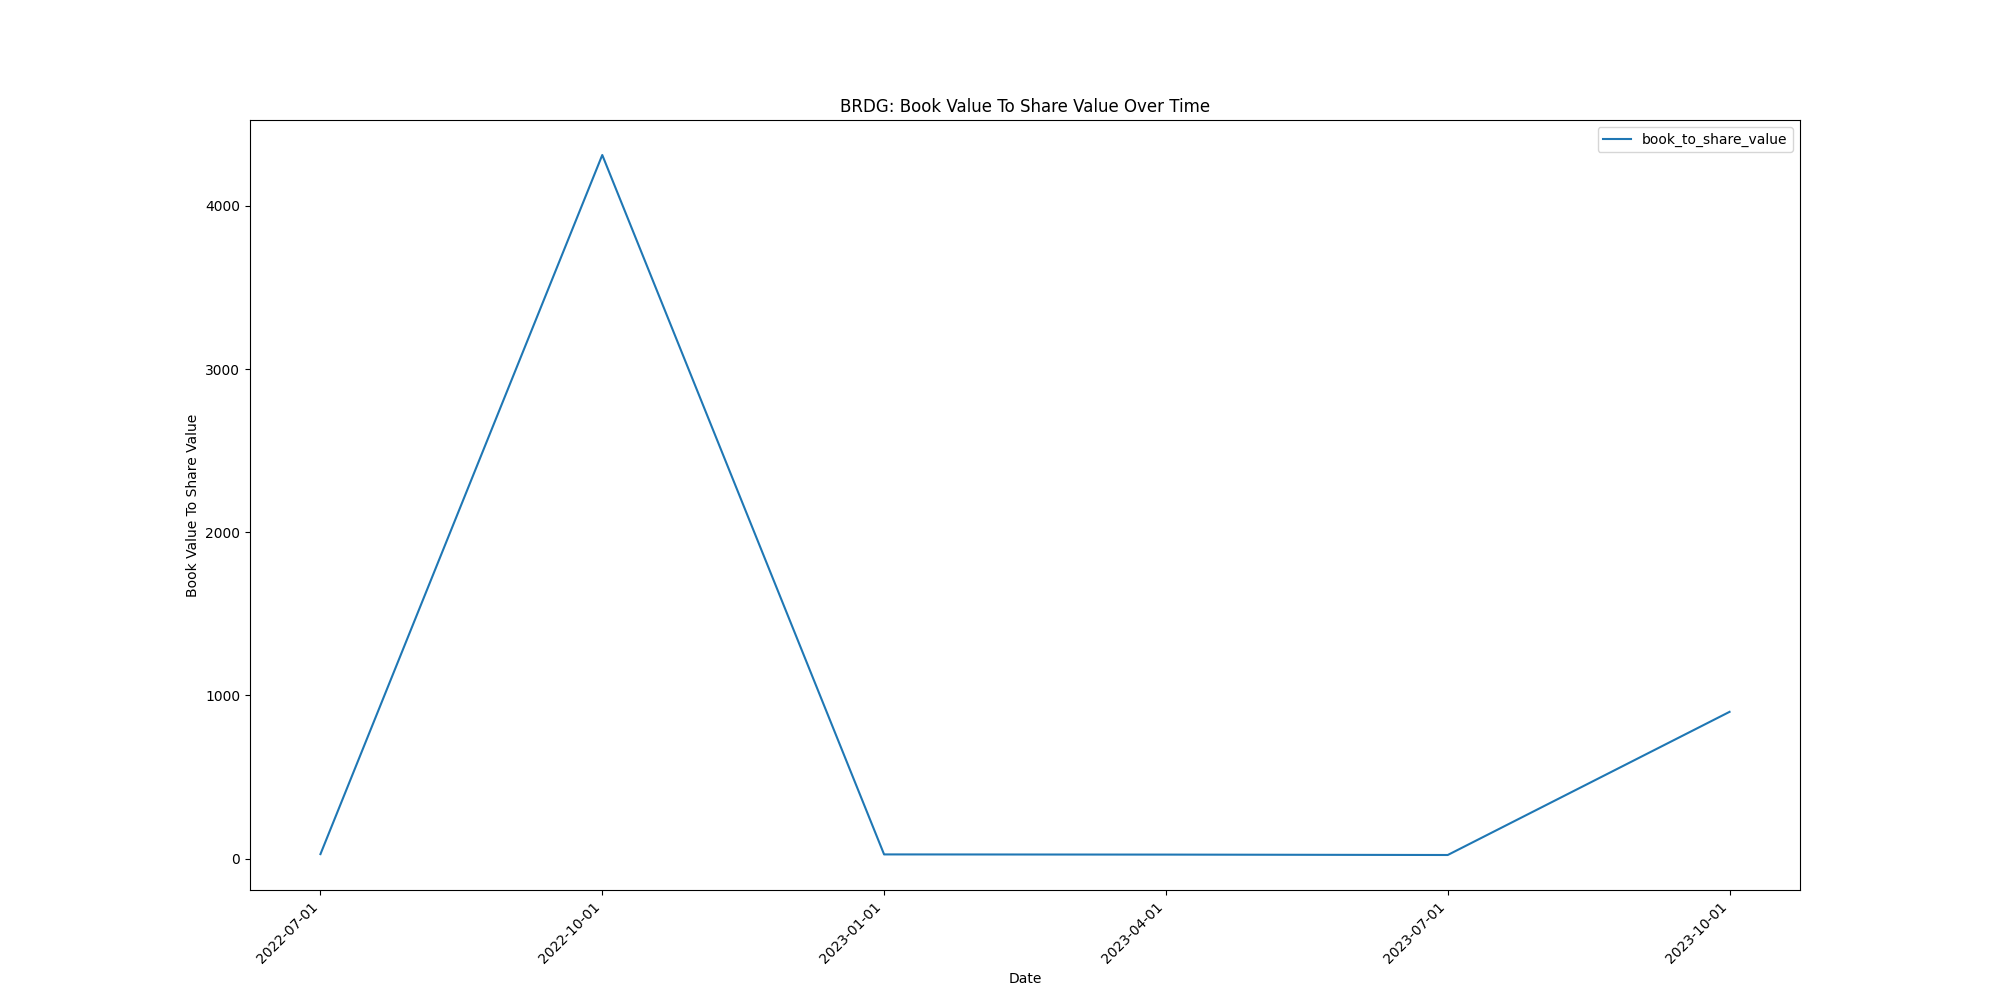 BRDG: Book Value To Share Value Over Time
book_to_share_value
Book Value To Share Value
4000
3000
2000
1000
0
2022-07-01
2022-10-01
2023-01-01
2023-04-01
2023-07-01
2023-10-01
Date